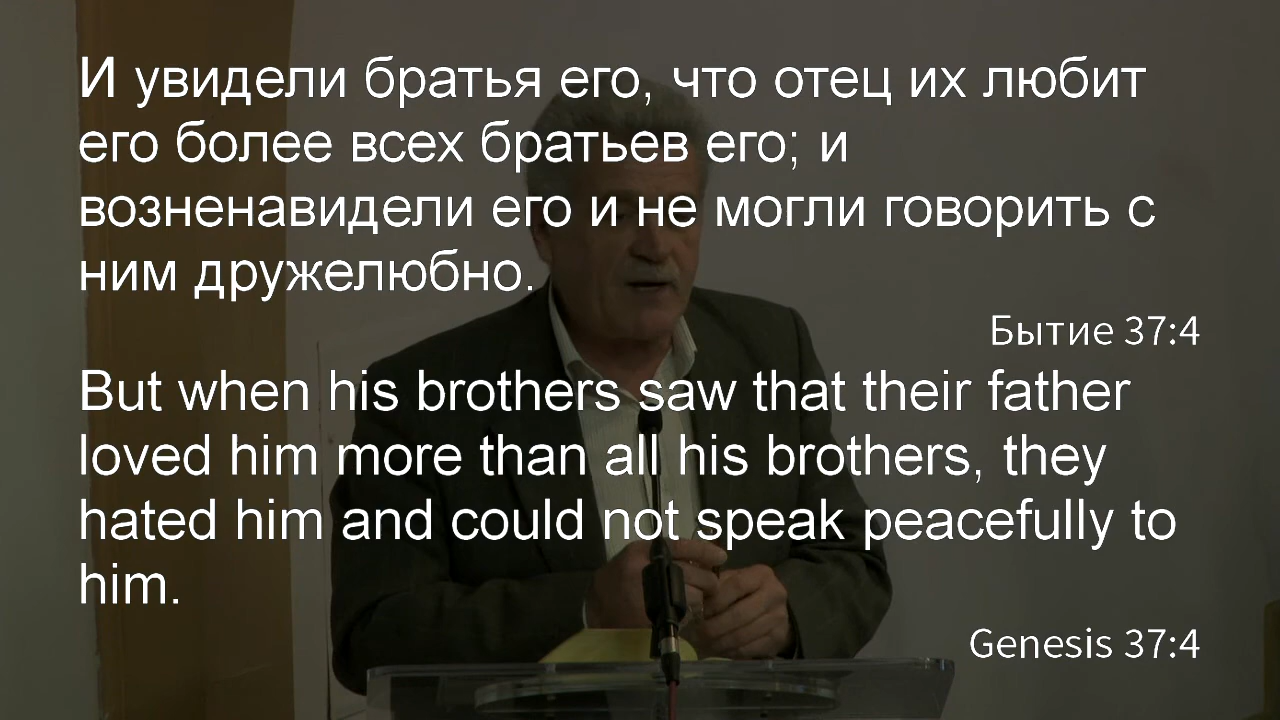 И увидели братья его, что отец их любит
его более всех братьев его; и
возненавидели его и не могли говорить с
ним дружелюбно.
Бытие 37:4
But when his brothers saw that their father
loved him more than all his brothers, they
hated him and could not speak peacefully to
him.
Genesis 37:4